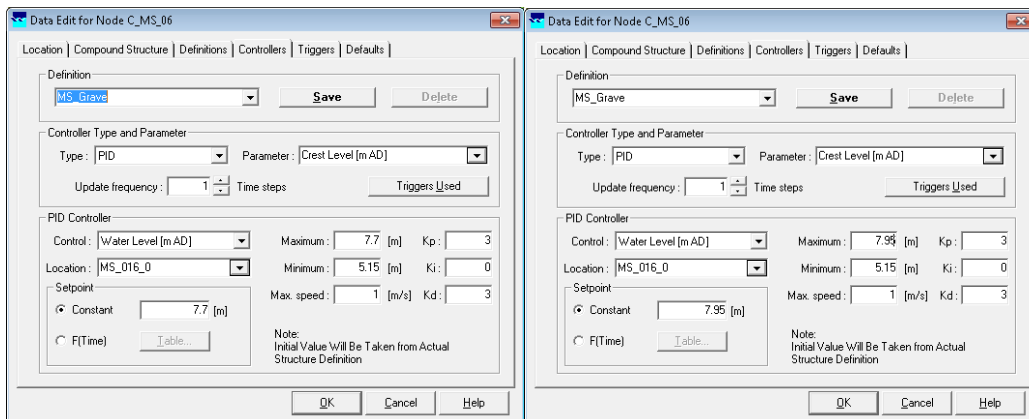 Data Edit for Node C_MS_06
Location Compound Structure Definitions Controllers Triggers Defaults
Definition
MS_Grave Save Delete
Controller Type and Parameter
Type : PID Parameter : Crest Level [m AD]
Update frequency : 1 Time steps Triggers Used
PID Controller
Control : Water Level [m AD] Maximum : 7.7 [m] Kp : 3
Location : MS_016_0 Minimum : 5.15 [m] Ki : 0
Setpoint Max. speed : 1 [m/s] Kd : 3
Constant 7.7 [m]
F(Time) Table...
Note:
Initial Value Will Be Taken from Actual
Structure Definition
OK Cancel Help
Data Edit for Node C_MS_06
Location Compound Structure Definitions Controllers Triggers Defaults
Definition
MS_Grave Save Delete
Controller Type and Parameter
Type : PID Parameter : Crest Level [m AD]
Update frequency : 1 Time steps Triggers Used
PID Controller
Control : Water Level [m AD] Maximum : 7.95 [m] Kp : 3
Location : MS_016_0 Minimum : 5.15 [m] Ki : 0
Setpoint Max. speed : 1 [m/s] Kd : 3
Constant 7.95 [m]
F(Time) Table...
Note:
Initial Value Will Be Taken from Actual
Structure Definition
OK Cancel Help